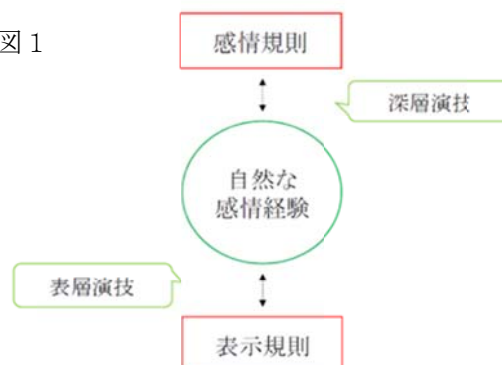 図 1
感情規則
深層演技
自然な
感情経験
表層演技
表示規則